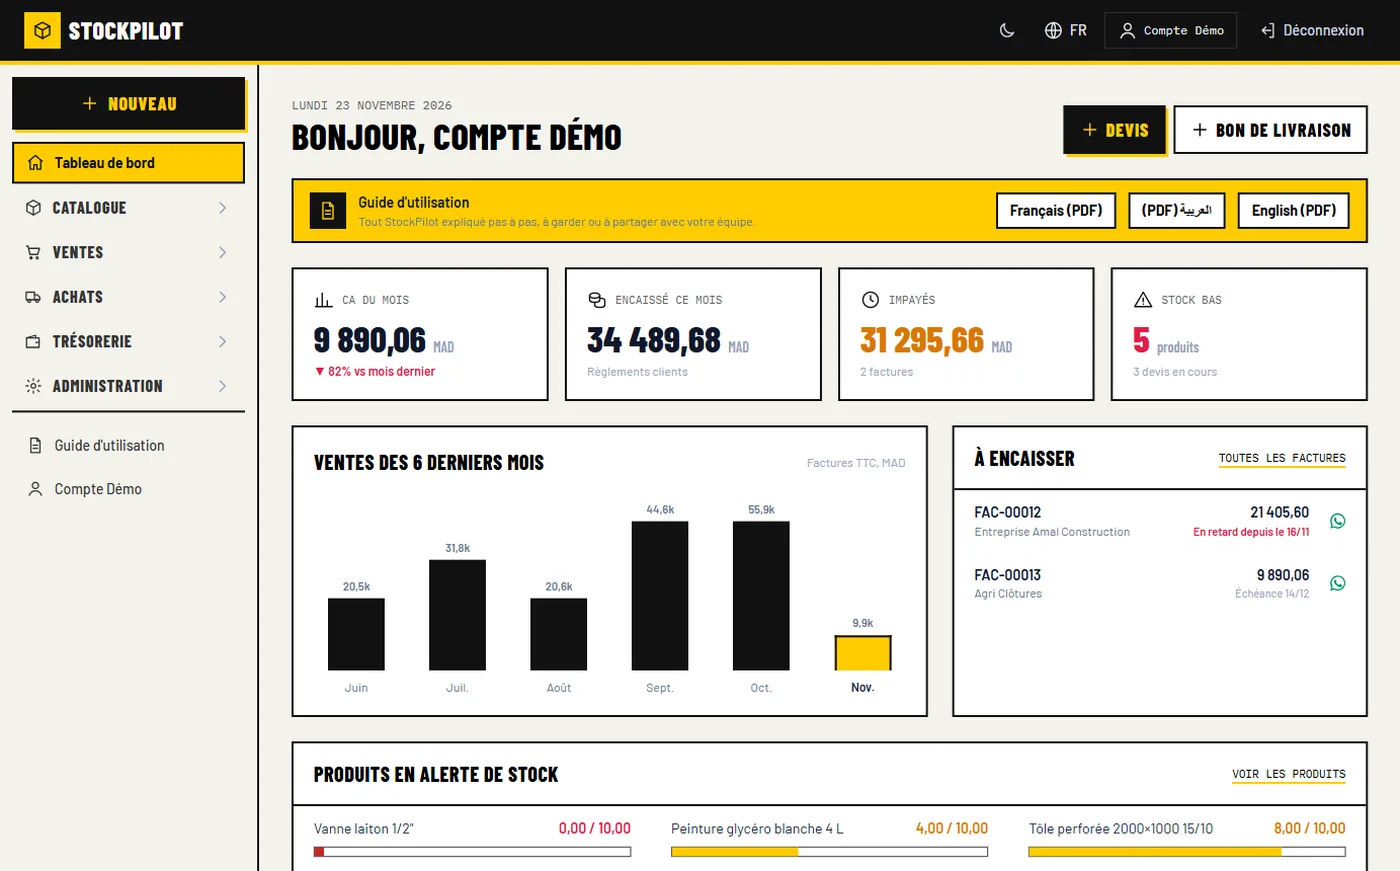 STOCKPILOT
FR
Compte Démo
Déconnexion
NOUVEAU
Tableau de bord
CATALOGUE
VENTES
ACHATS
TRÉSORERIE
ADMINISTRATION
Guide d'utilisation
Compte Démo
LUNDI 23 NOVEMBRE 2026
BONJOUR, COMPTE DÉMO
+ DEVIS
+ BON DE LIVRAISON
Guide d'utilisation
Tout StockPilot expliqué pas à pas, à garder ou à partager avec votre équipe.
Français (PDF)
العربية (PDF)
English (PDF)
CA DU MOIS
9 890,06 MAD
▼ 82% vs mois dernier
ENCAISSÉ CE MOIS
34 489,68 MAD
Règlements clients
IMPAYÉS
31 295,66 MAD
2 factures
STOCK BAS
5 produits
3 devis en cours
VENTES DES 6 DERNIERS MOIS
Factures TTC, MAD
20,5k
31,8k
20,6k
44,6k
55,9k
9,9k
Juin
Juil.
Août
Sept.
Oct.
Nov.
À ENCAISSER
TOUTES LES FACTURES
FAC-00012
21 405,60
Entreprise Amal Construction
En retard depuis le 16/11
FAC-00013
9 890,06
Agri Clôtures
Échéance 14/12
PRODUITS EN ALERTE DE STOCK
VOIR LES PRODUITS
Vanne laiton 1/2"
0,00 / 10,00
Peinture glycéro blanche 4 L
4,00 / 10,00
Tôle perforée 2000×1000 15/10
8,00 / 10,00